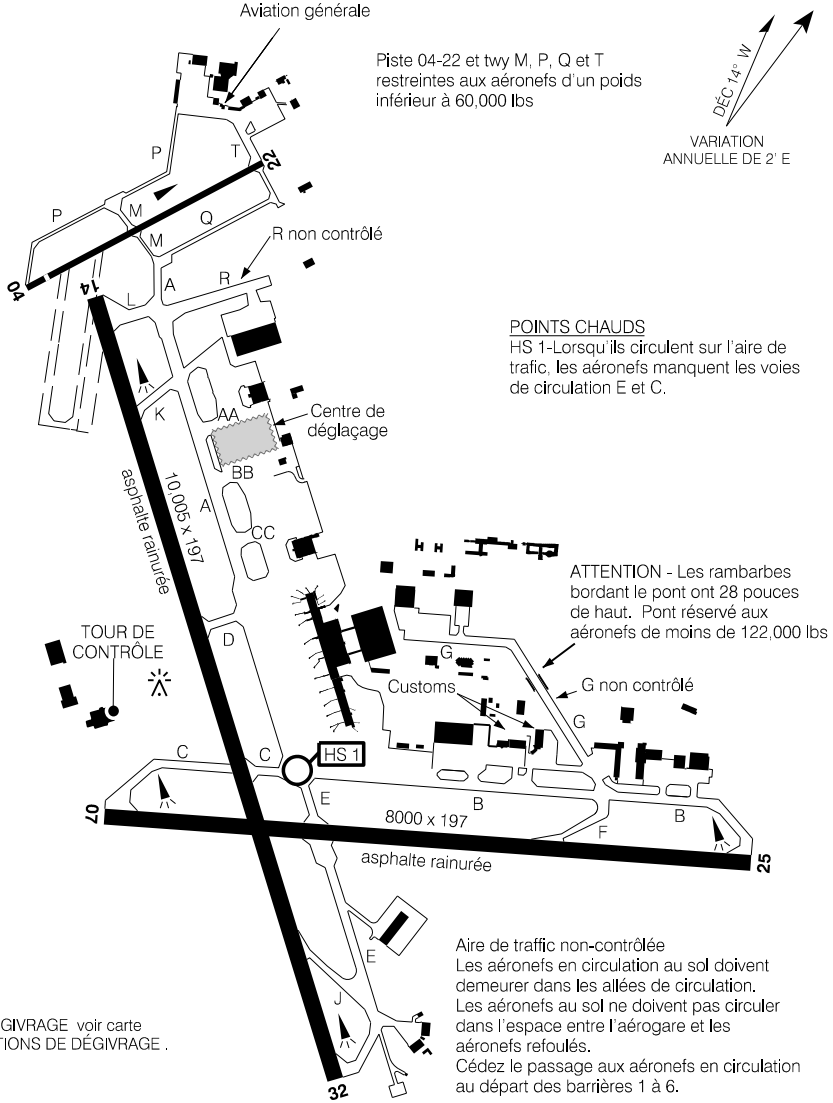 Aviation générale
Piste 04-22 et twy M, P, Q et T
restreintes aux aéronefs d'un poids
inférieur à 60,000 lbs
DÉC 14° W
VARIATION
ANNUELLE DE 2' E
P
T
22
P
M
Q
M
R non contrôlé
04
14
L
A
R
POINTS CHAUDS
HS 1-Lorsqu'ils circulent sur l'aire de
trafic, les aéronefs manquent les voies
de circulation E et C.
K
AA
Centre de
déglaçage
BB
asphalte rainurée
10,005 x 197
A
CC
ATTENTION - Les rambarbes
bordant le pont ont 28 pouces
de haut. Pont réservé aux
aéronefs de moins de 122,000 lbs
TOUR DE
CONTRÔLE
D
G
G non contrôlé
Customs
G
C
C
HS 1
E
B
B
07
8000 x 197
F
asphalte rainurée
25
E
J
32
Aire de traffic non-contrôlée
Les aéronefs en circulation au sol doivent
demeurer dans les allées de circulation.
Les aéronefs au sol ne doivent pas circuler
dans l'espace entre l'aérogare et les
aéronefs refoulés.
Cédez le passage aux aéronefs en circulation
au départ des barrières 1 à 6.
GIVRAGE voir carte
TIONS DE DÉGIVRAGE .